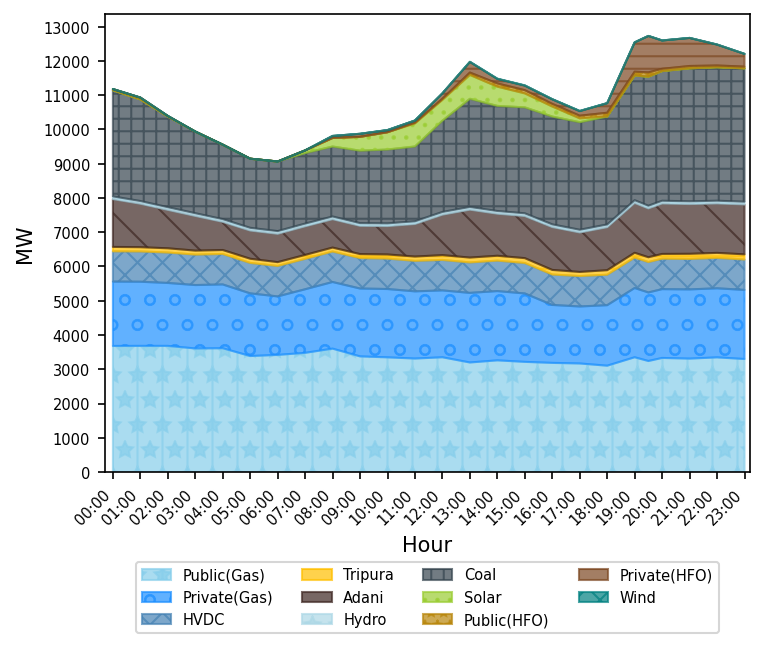 MW
13000
12000
11000
10000
9000
8000
7000
6000
5000
4000
3000
2000
1000
0
00:00 01:00 02:00 03:00 04:00 05:00 06:00 07:00 08:00 09:00 10:00 11:00 12:00 13:00 14:00 15:00 16:00 17:00 18:00 19:00 20:00 21:00 22:00 23:00
Hour
Public(Gas) Tripura Coal Private(HFO)
Private(Gas) Adani Solar Wind
HVDC Hydro Public(HFO)